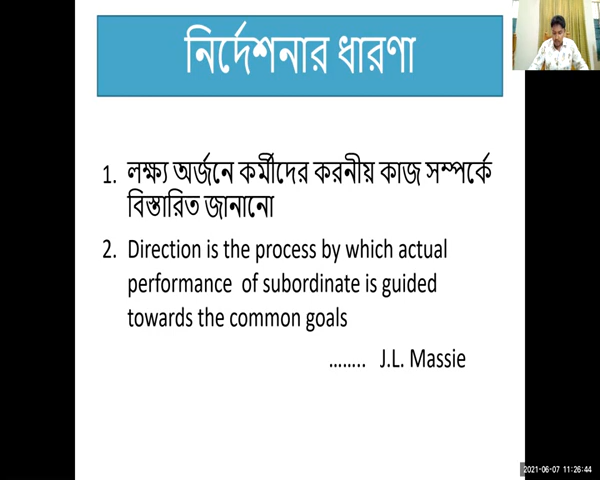 নির্দেশনার ধারণা
1. লক্ষ্য অর্জনে কর্মীদের করনীয় কাজ সম্পর্কে
বিস্তারিত জানানো
2. Direction is the process by which actual
performance of subordinate is guided
towards the common goals
........ J.L. Massie
2021-06-07 11:26:44